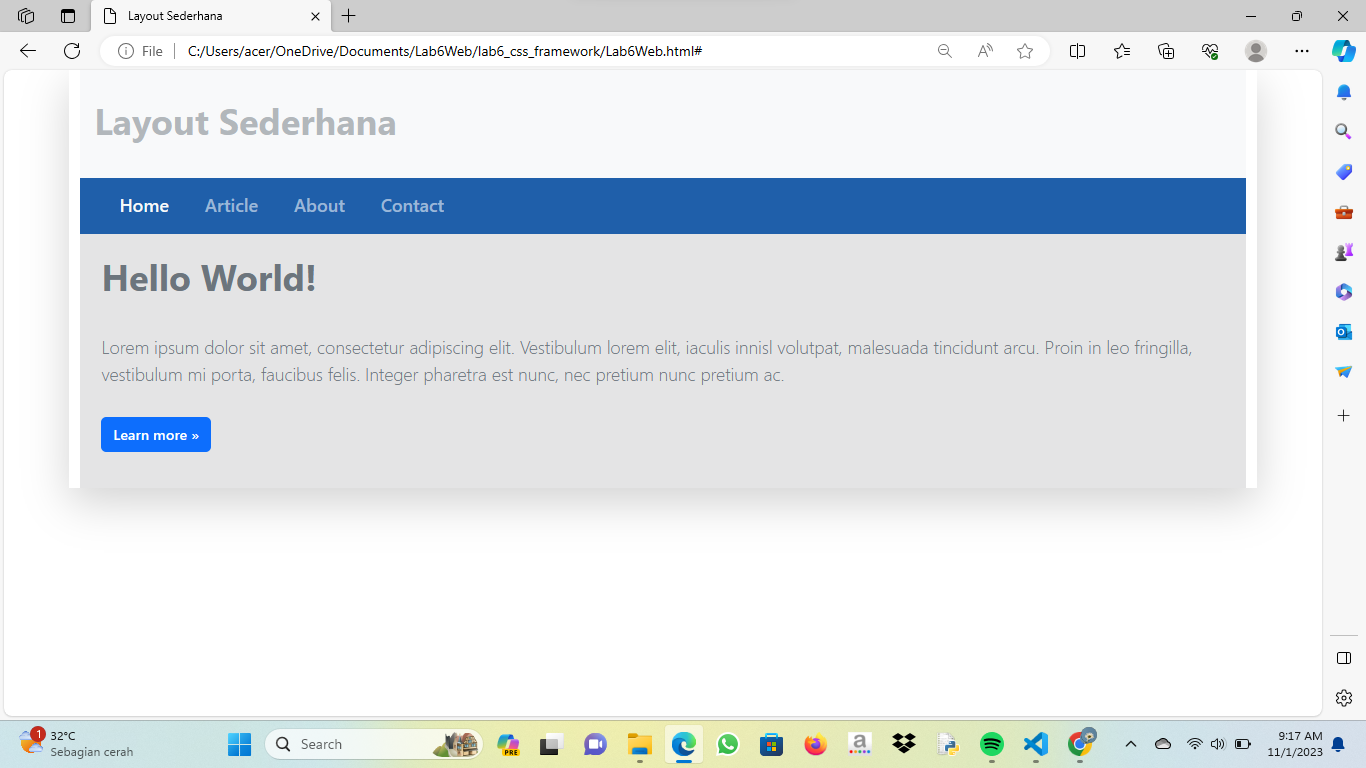 Layout Sederhana
File
C:/Users/acer/OneDrive/Documents/Lab6Web/lab6_css_framework/Lab6Web.html#
Layout Sederhana
Home Article About Contact
Hello World!
Lorem ipsum dolor sit amet, consectetur adipiscing elit. Vestibulum lorem elit, iaculis innisl volutpat, malesuada tincidunt arcu. Proin in leo fringilla,
vestibulum mi porta, faucibus felis. Integer pharetra est nunc, nec pretium nunc pretium ac.
Learn more »
1
32°C
Sebagian cerah
Search
PRE
a
9:17 AM
11/1/2023